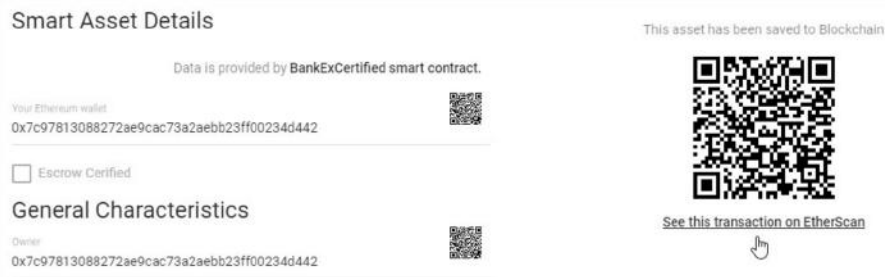 Smart Asset Details
This asset has been saved to Blockchain
Data is provided by BankExCertified smart contract.
Your Ethereum wallet
0x7c97813088272ae9cac73a2aebb23ff00234d442
Escrow Cerified
General Characteristics
See this transaction on EtherScan
Owner
0x7c97813088272ae9cac73a2aebb23ff00234d442